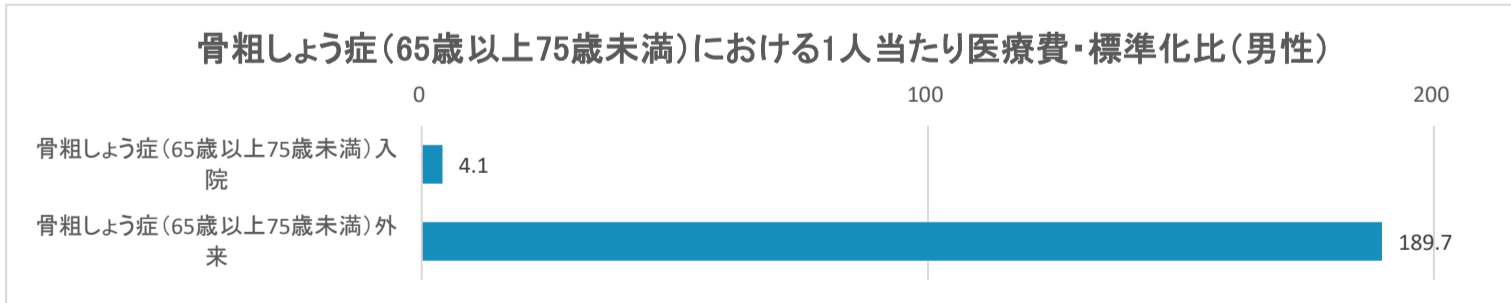 骨粗しょう症(65歳以上75歳未満)における1人当たり医療費・標準化比(男性)
0 100 200
骨粗しょう症(65歳以上75歳未満)入
院
4.1
骨粗しょう症(65歳以上75歳未満)外
来
189.7